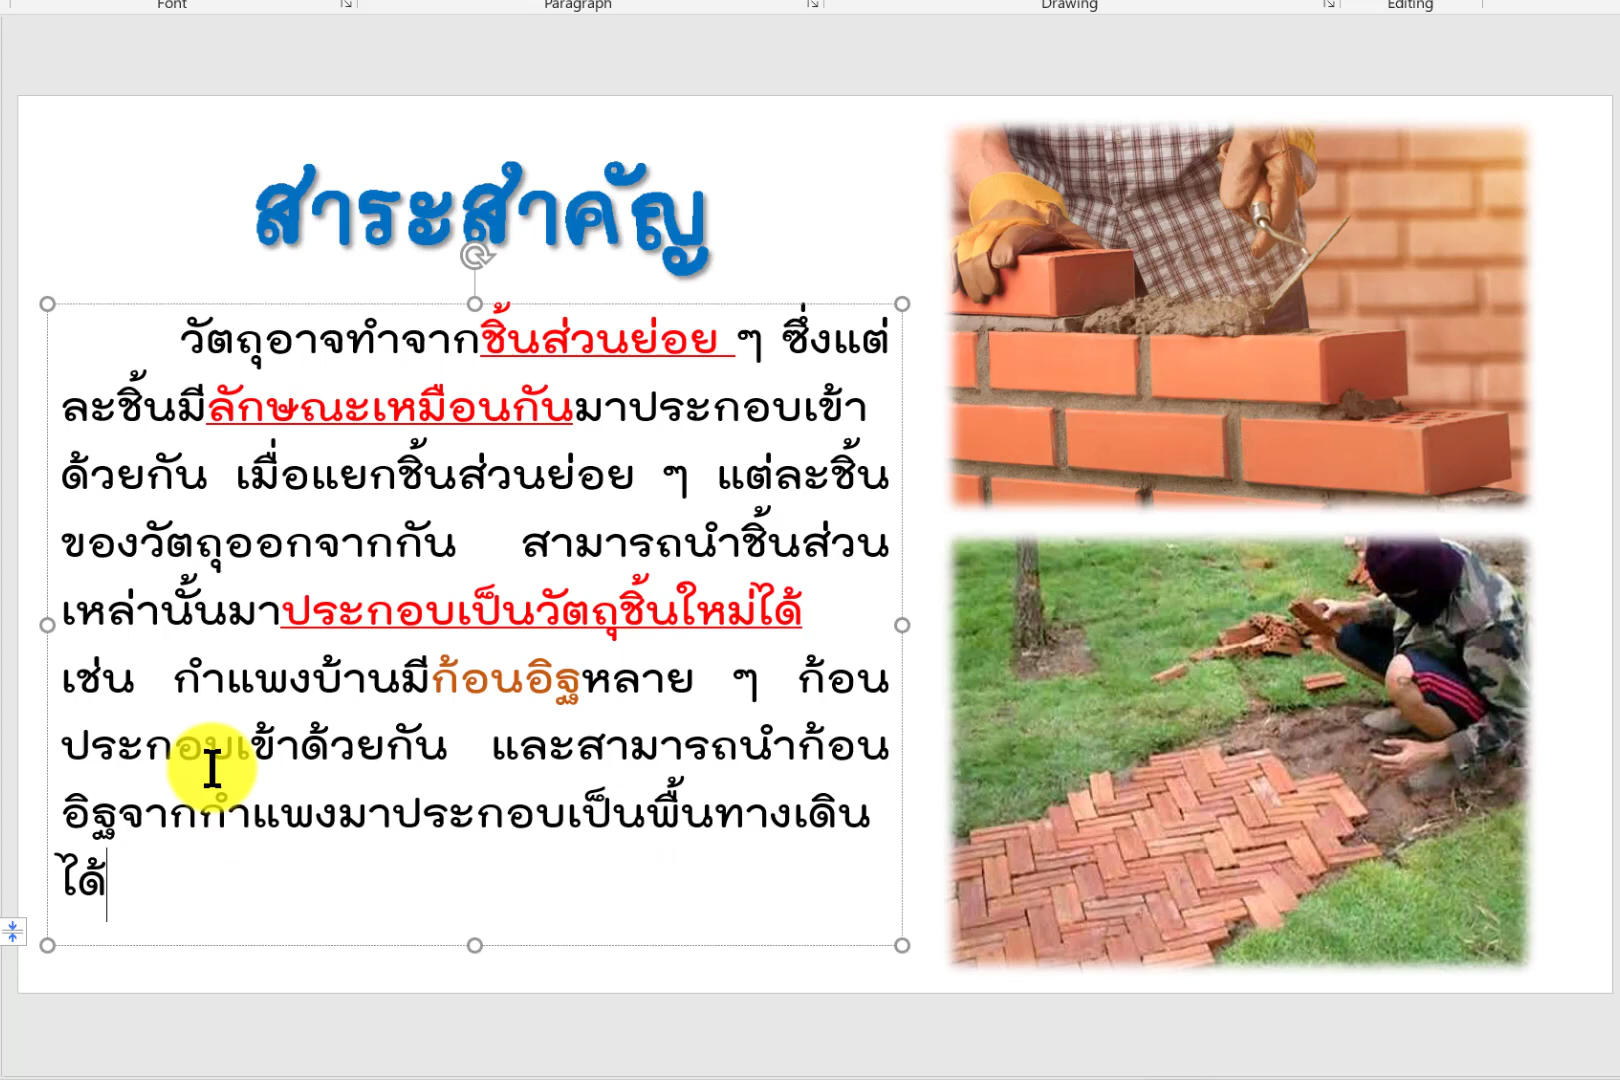 Font Paragraph Drawing Editing
สาระสำคัญ
วัตถุอาจทำจากชิ้นส่วนย่อย ๆ ซึ่งแต่
ละชิ้นมีลักษณะเหมือนกันมาประกอบเข้า
ด้วยกัน เมื่อแยกชิ้นส่วนย่อย ๆ แต่ละชิ้น
ของวัตถุออกจากกัน สามารถนำชิ้นส่วน
เหล่านั้นมาประกอบเป็นวัตถุชิ้นใหม่ได้
เช่น กำแพงบ้านมีก้อนอิฐหลาย ๆ ก้อน
ประกอบเข้าด้วยกัน และสามารถนำก้อน
อิฐจากกำแพงมาประกอบเป็นพื้นทางเดิน
ได้